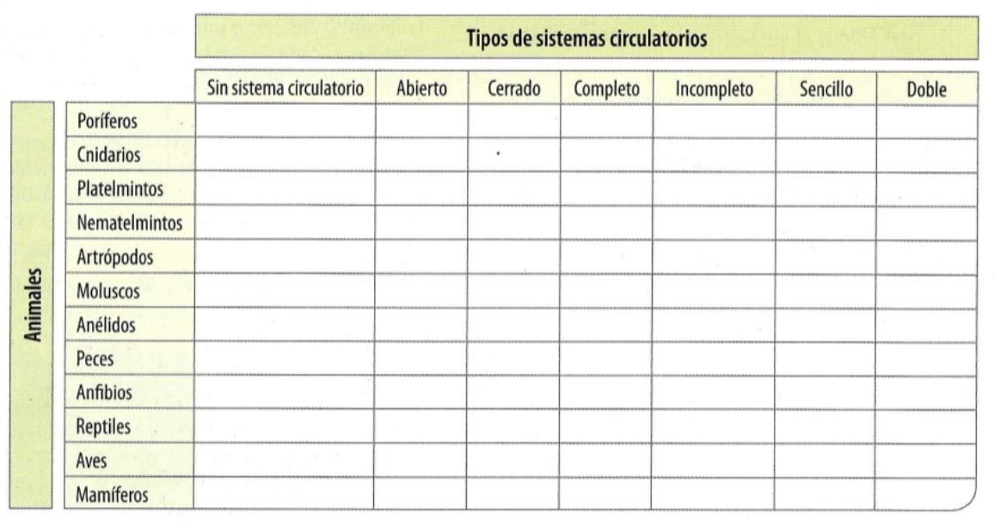 Tipos de sistemas circulatorios
Sin sistema circulatorio Abierto Cerrado Completo Incompleto Sencillo Doble
Animales
Poríferos
Cnidarios
Platelmintos
Nematelmintos
Artrópodos
Moluscos
Anélidos
Peces
Anfibios
Reptiles
Aves
Mamíferos